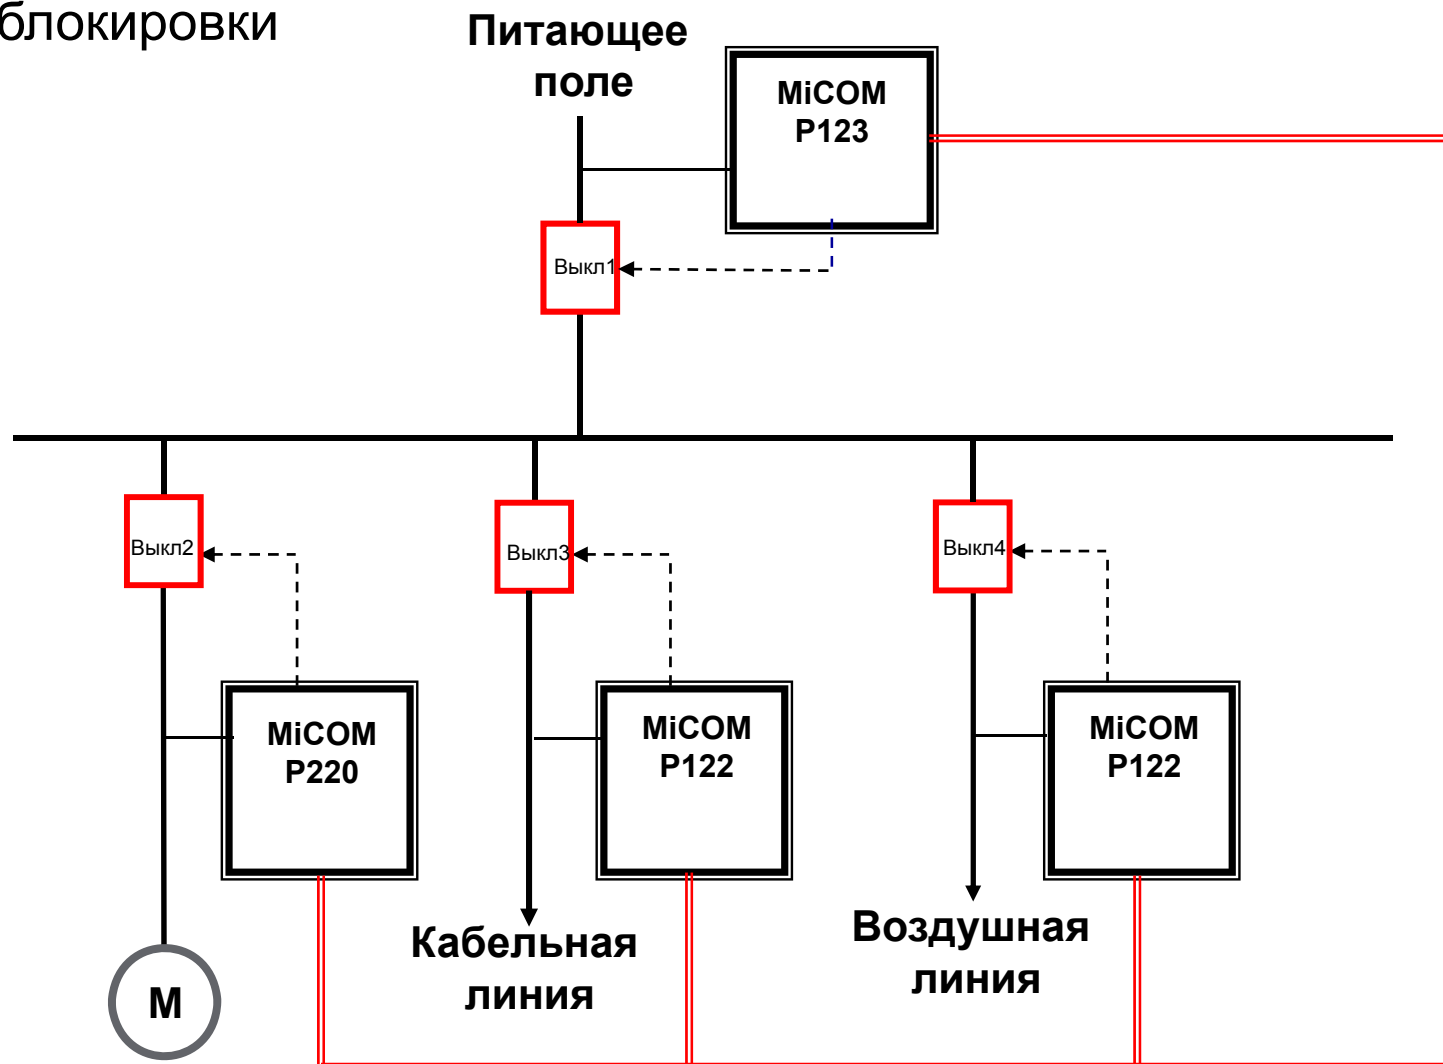 блокировки
Питающее
поле
MiCOM
P123
Выкл1
Выкл2
Выкл3
Выкл4
MiCOM
P220
MiCOM
P122
MiCOM
P122
Кабельная
линия
Воздушная
линия
М